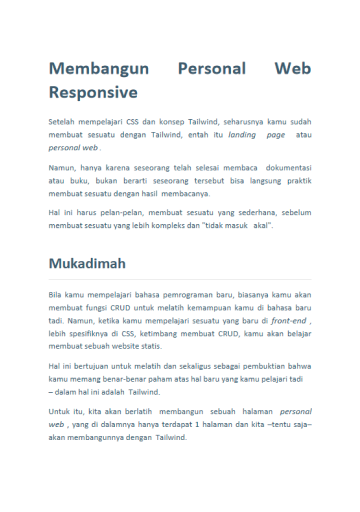 Membangun Personal Web
Responsive
Setelah mempelajari CSS dan konsep Tailwind, seharusnya kamu sudah
membuat sesuatu dengan Tailwind, entah itu landing page atau
personal web .
Namun, hanya karena seseorang telah selesai membaca dokumentasi
atau buku, bukan berarti seseorang tersebut bisa langsung praktik
membuat sesuatu dengan hasil membacanya.
Hal ini harus pelan-pelan, membuat sesuatu yang sederhana, sebelum
membuat sesuatu yang lebih kompleks dan "tidak masuk akal".
Mukadimah
Bila kamu mempelajari bahasa pemrograman baru, biasanya kamu akan
membuat fungsi CRUD untuk melatih kemampuan kamu di bahasa baru
tadi. Namun, ketika kamu mempelajari sesuatu yang baru di front-end ,
lebih spesifiknya di CSS, ketimbang membuat CRUD, kamu akan belajar
membuat sebuah website statis.
Hal ini bertujuan untuk melatih dan sekaligus sebagai pembuktian bahwa
kamu memang benar-benar paham atas hal baru yang kamu pelajari tadi
– dalam hal ini adalah Tailwind.
Untuk itu, kita akan berlatih membangun sebuah halaman personal
web , yang di dalamnya hanya terdapat 1 halaman dan kita –tentu saja–
akan membangunnya dengan Tailwind.